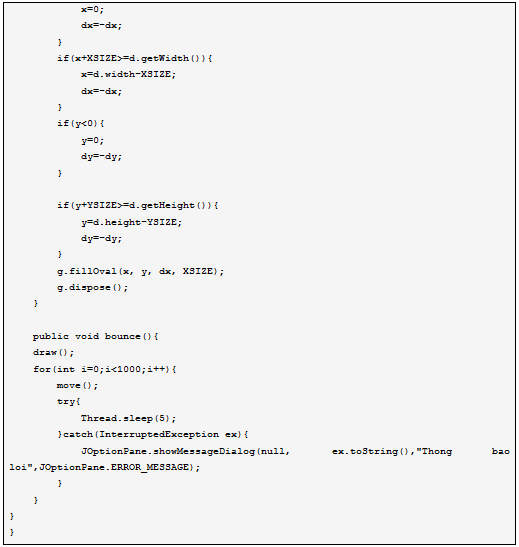 x=0;
dx=-dx;
}
if(x+XSIZE>=d.getWidth()){
x=d.width-XSIZE;
dx=-dx;
}
if(y<0){
y=0;
dy=-dy;
}
if(y+YSIZE>=d.getHeight()){
y=d.height-YSIZE;
dy=-dy;
}
g.fillOval(x, y, dx, XSIZE);
g.dispose();
}
public void bounce(){
draw();
for(int i=0;i<1000;i++){
move();
try{
Thread.sleep(5);
}catch(InterruptedException ex){
JOptionPane.showMessageDialog(null, ex.toString(),"Thong bao
loi",JOptionPane.ERROR_MESSAGE);
}
}
}
}